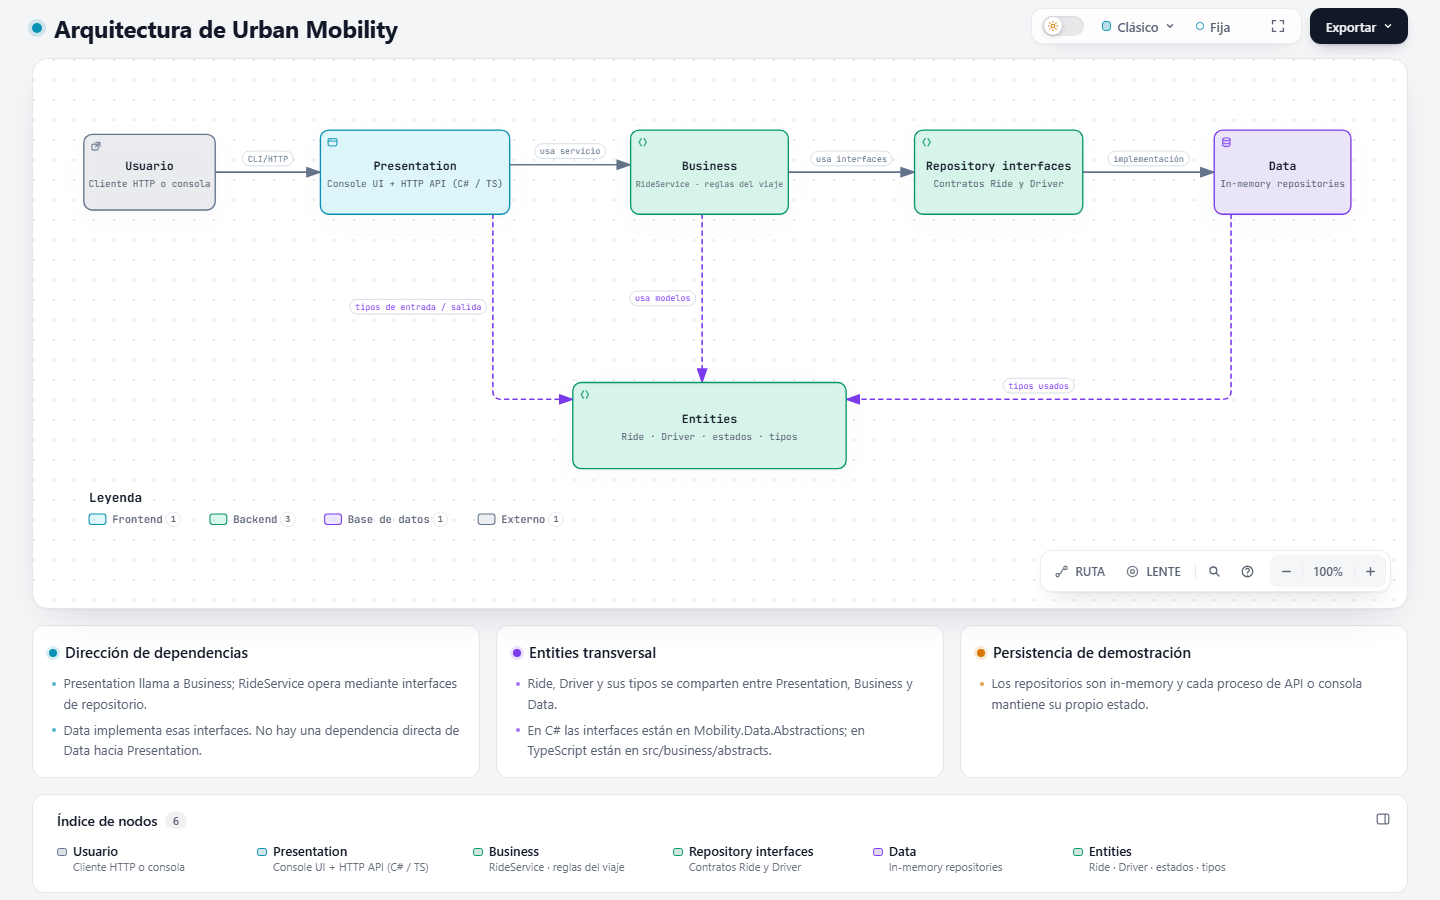 Arquitectura de Urban Mobility
Clásico
Fija
Exportar
Usuario
Cliente HTTP o consola
CLI/HTTP
Presentation
Console UI + HTTP API (C# / TS)
usa servicio
Business
RideService · reglas del viaje
usa interfaces
Repository interfaces
Contratos Ride y Driver
implementación
Data
In-memory repositories
tipos de entrada / salida
usa modelos
tipos usados
Entities
Ride · Driver · estados · tipos
Leyenda
Frontend 1
Backend 3
Base de datos 1
Externo 1
RUTA
LENTE
100%
Dirección de dependencias
Presentation llama a Business; RideService opera mediante interfaces
de repositorio.
Data implementa esas interfaces. No hay una dependencia directa de
Data hacia Presentation.
Entities transversal
Ride, Driver y sus tipos se comparten entre Presentation, Business y
Data.
En C# las interfaces están en Mobility.Data.Abstractions; en
TypeScript están en src/business/abstracts.
Persistencia de demostración
Los repositorios son in-memory y cada proceso de API o consola
mantiene su propio estado.
Índice de nodos 6
Usuario
Cliente HTTP o consola
Presentation
Console UI + HTTP API (C# / TS)
Business
RideService · reglas del viaje
Repository interfaces
Contratos Ride y Driver
Data
In-memory repositories
Entities
Ride · Driver · estados · tipos